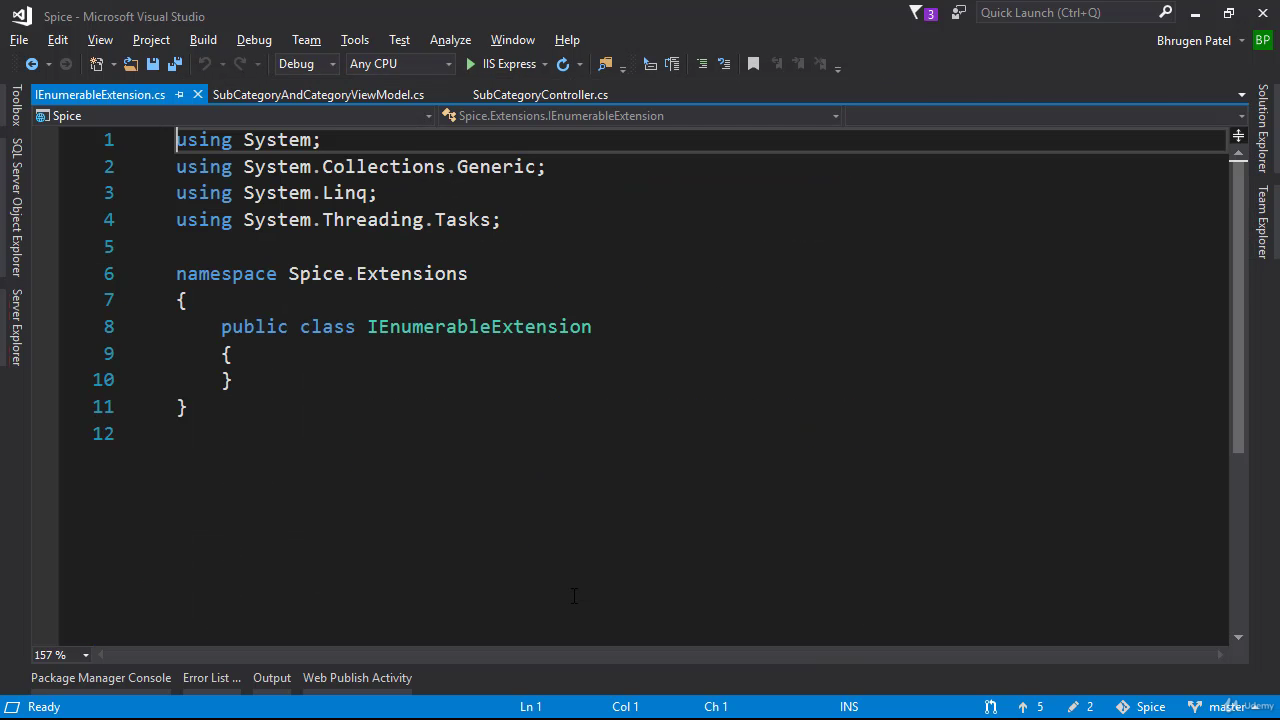 Spice - Microsoft Visual Studio
3
Quick Launch (Ctrl+Q)
File Edit View Project Build Debug Team Tools Test Analyze Window Help
Bhrugen Patel BP
Debug Any CPU IIS Express
IEnumerableExtension.cs SubCategoryAndCategoryViewModel.cs SubCategoryController.cs
Spice Spice.Extensions.IEnumerableExtension
Toolbox
SQL Server Object Explorer
Server Explorer
1 using System;
2 using System.Collections.Generic;
3 using System.Linq;
4 using System.Threading.Tasks;
5
6 namespace Spice.Extensions
7 {
8 public class IEnumerableExtension
9 {
10 }
11 }
12
Solution Explorer
Team Explorer
157 %
Package Manager Console Error List ... Output Web Publish Activity
Ready Ln 1 Col 1 Ch 1 INS 5 2 Spice master
Udemy